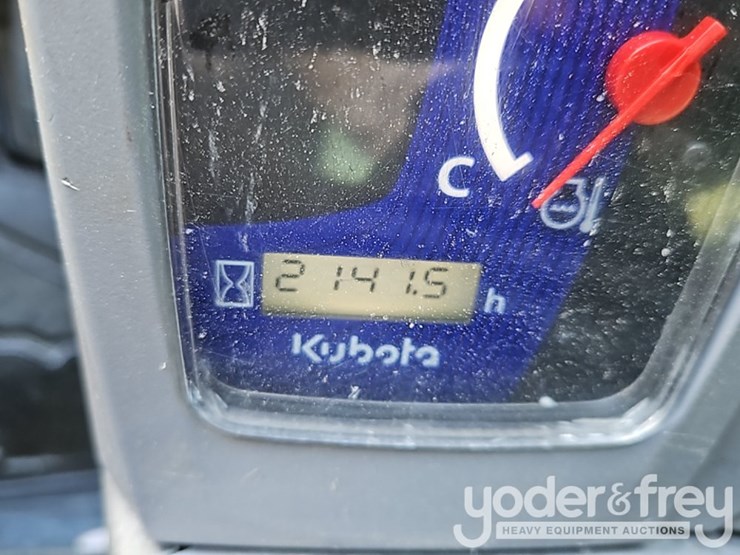 C
2141.5 h
Kubota
yoder&frey
HEAVY EQUIPMENT AUCTIONS